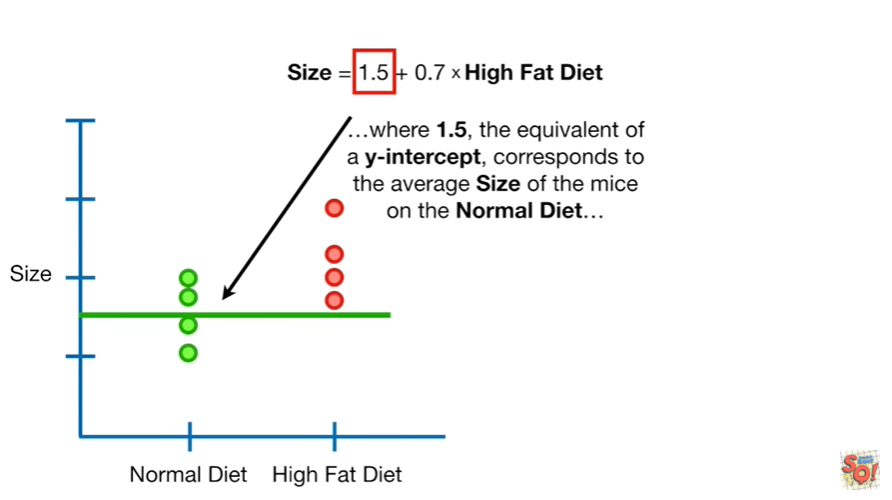 Size = 1.5 + 0.7 x High Fat Diet
…where 1.5, the equivalent of
a y-intercept, corresponds to
the average Size of the mice
on the Normal Diet…
Size
Normal Diet High Fat Diet
SO!